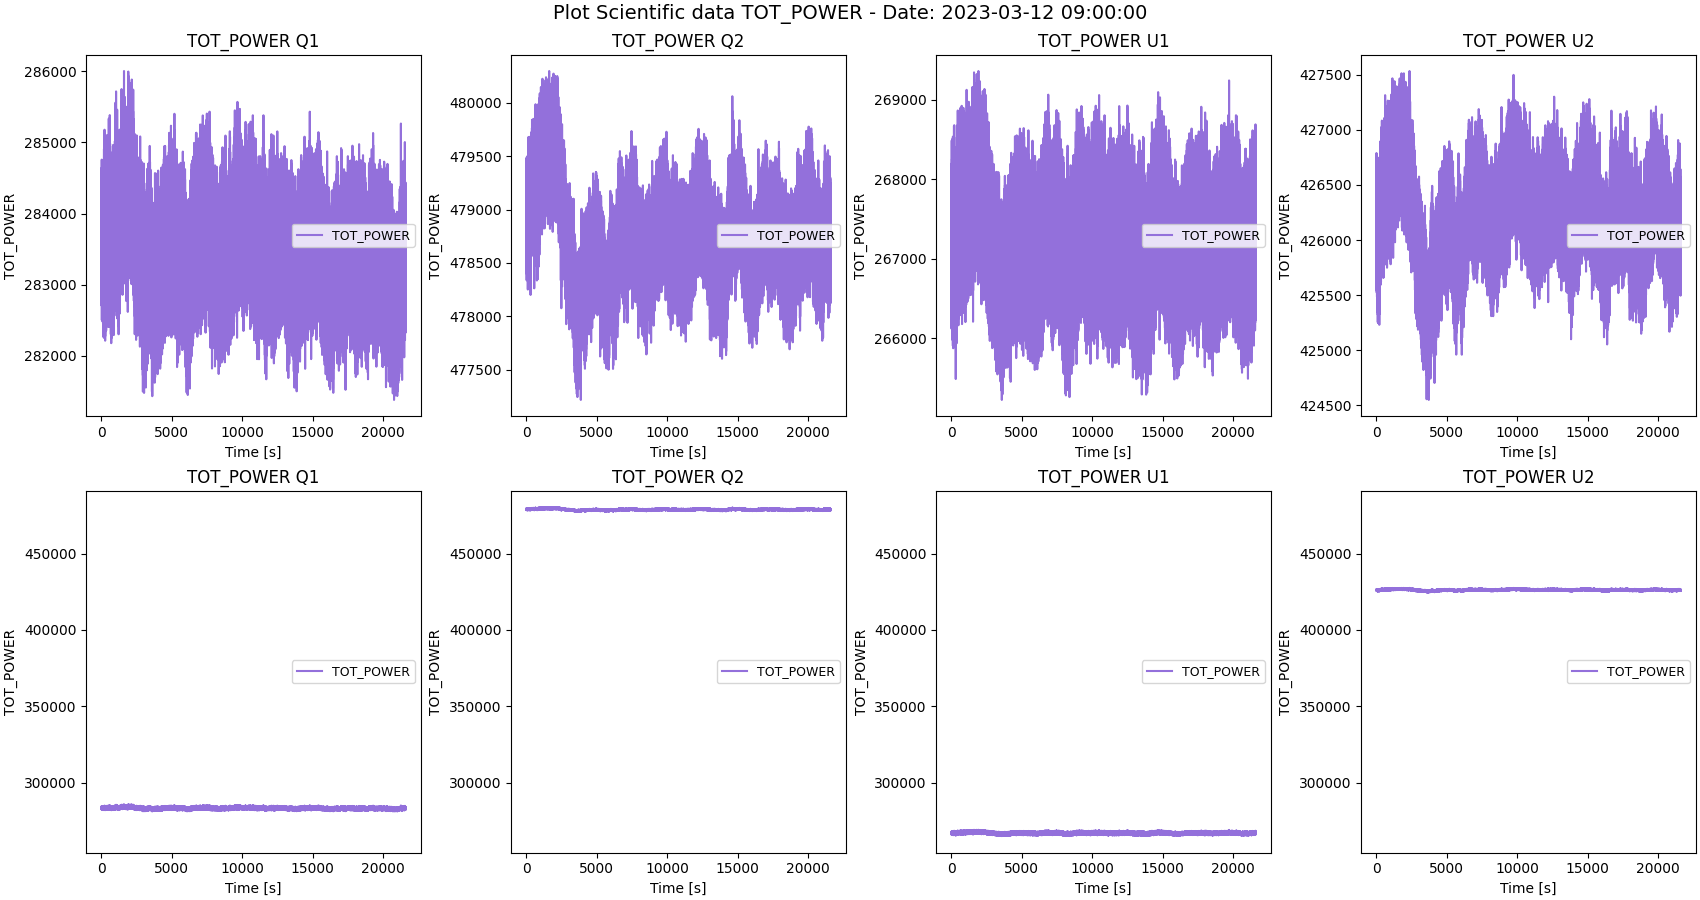 Plot Scientific data TOT_POWER - Date: 2023-03-12 09:00:00
TOT_POWER Q1
TOT_POWER
286000
285000
284000
283000
282000
TOT_POWER
0 5000 10000 15000 20000
Time [s]
TOT_POWER Q2
TOT_POWER
480000
479500
479000
478500
478000
477500
TOT_POWER
0 5000 10000 15000 20000
Time [s]
TOT_POWER U1
TOT_POWER
269000
268000
267000
266000
TOT_POWER
0 5000 10000 15000 20000
Time [s]
TOT_POWER U2
TOT_POWER
427500
427000
426500
426000
425500
425000
424500
TOT_POWER
0 5000 10000 15000 20000
Time [s]
TOT_POWER Q1
TOT_POWER
450000
400000
350000
300000
TOT_POWER
0 5000 10000 15000 20000
Time [s]
TOT_POWER Q2
TOT_POWER
450000
400000
350000
300000
TOT_POWER
0 5000 10000 15000 20000
Time [s]
TOT_POWER U1
TOT_POWER
450000
400000
350000
300000
TOT_POWER
0 5000 10000 15000 20000
Time [s]
TOT_POWER U2
TOT_POWER
450000
400000
350000
300000
TOT_POWER
0 5000 10000 15000 20000
Time [s]